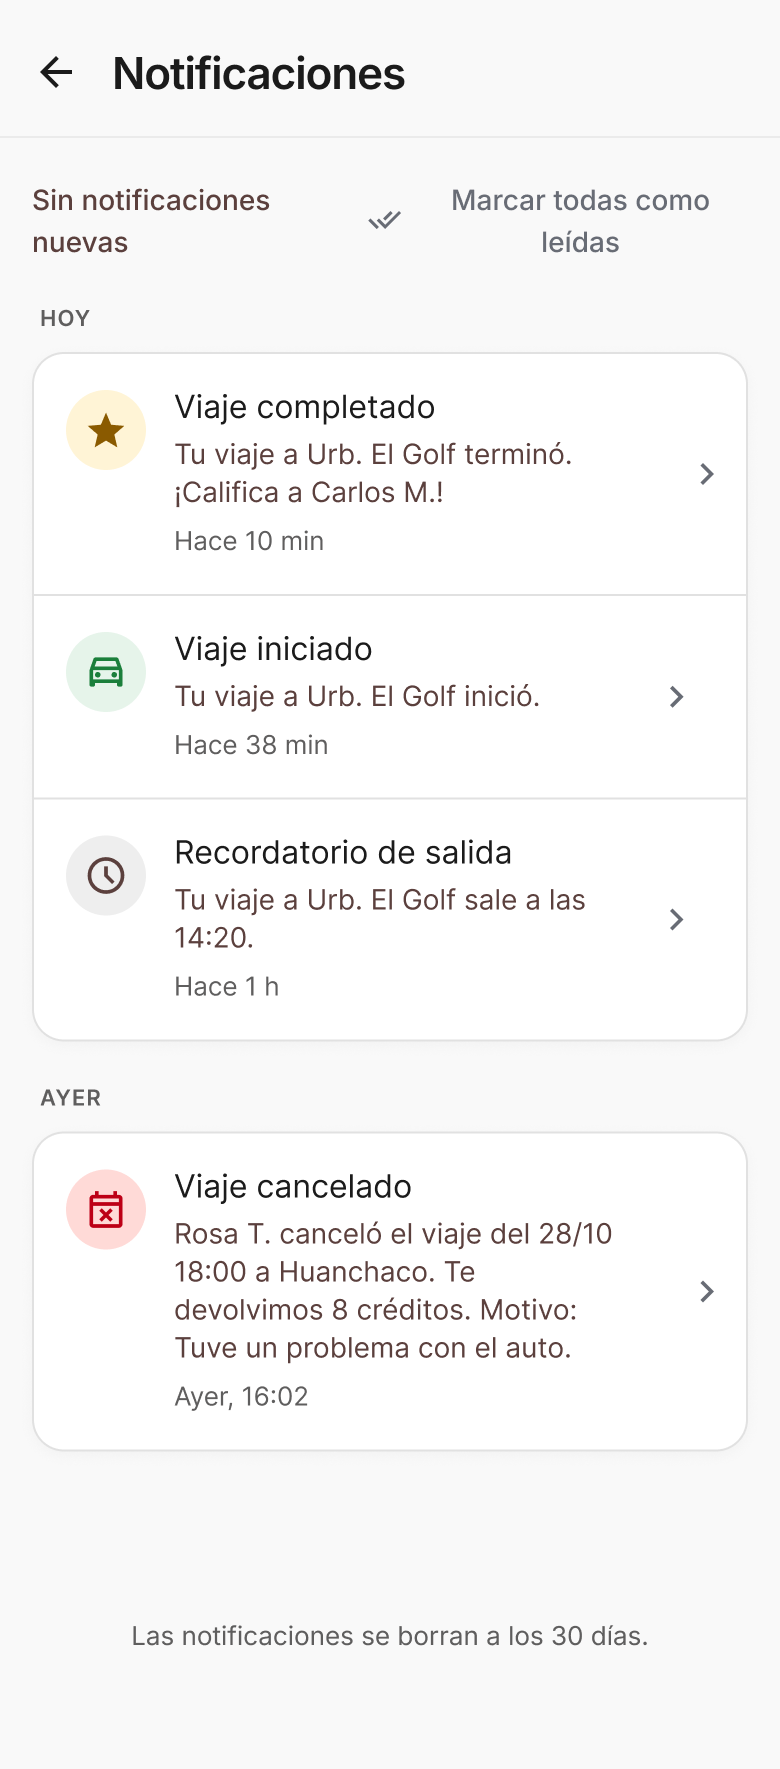 Notificaciones
Sin notificaciones
nuevas
Marcar todas como
leídas
HOY
Viaje completado
Tu viaje a Urb. El Golf terminó.
¡Califica a Carlos M.!
Hace 10 min
Viaje iniciado
Tu viaje a Urb. El Golf inició.
Hace 38 min
Recordatorio de salida
Tu viaje a Urb. El Golf sale a las
14:20.
Hace 1 h
AYER
Viaje cancelado
Rosa T. canceló el viaje del 28/10
18:00 a Huanchaco. Te
devolvimos 8 créditos. Motivo:
Tuve un problema con el auto.
Ayer, 16:02
Las notificaciones se borran a los 30 días.